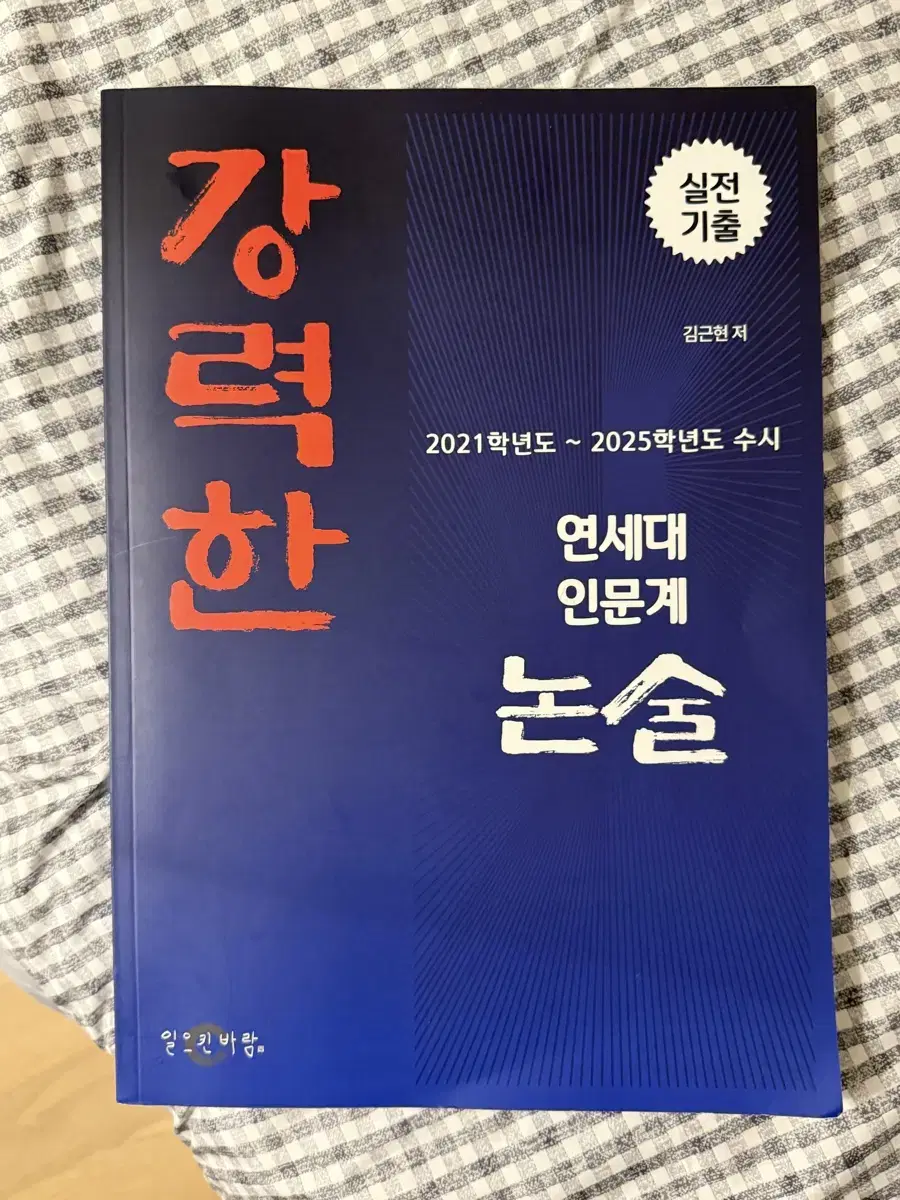 강
력
한
실전
기출
김근현 저
2021학년도 ~ 2025학년도 수시
연세대
인문계
논술
일으킨 바람